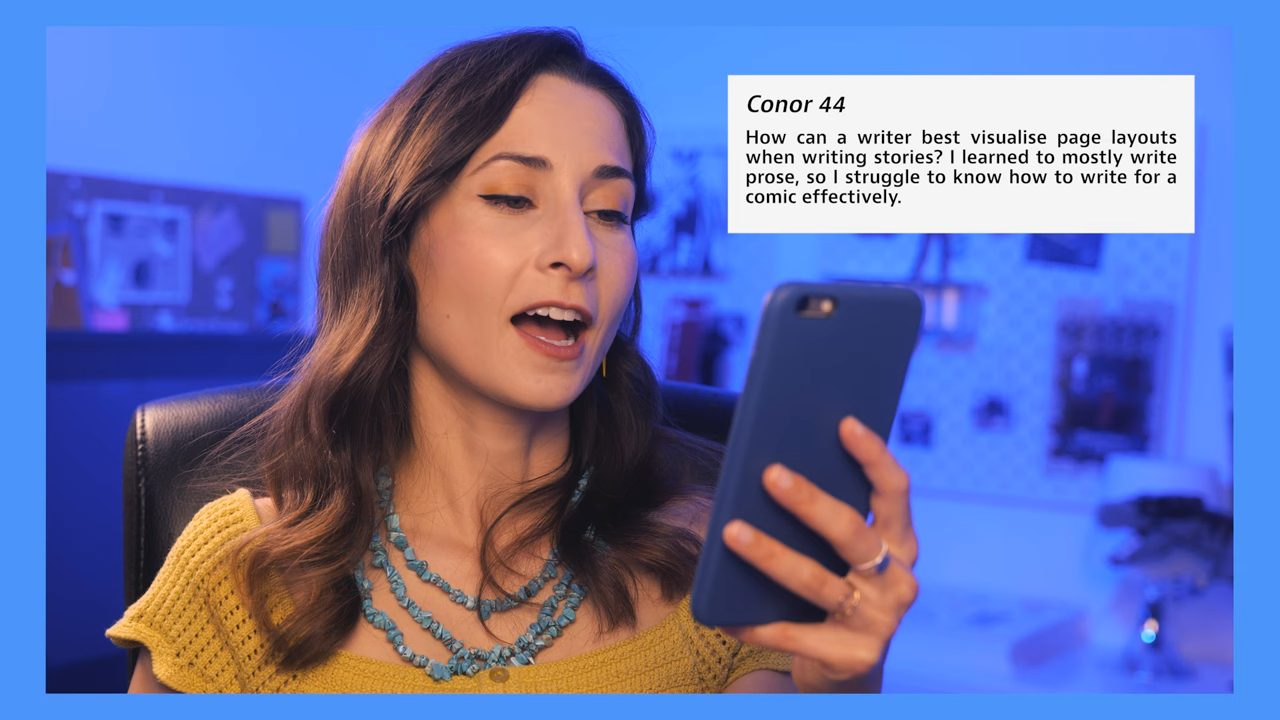 Conor 44
How can a writer best visualise page layouts
when writing stories? I learned to mostly write
prose, so I struggle to know how to write for a
comic effectively.